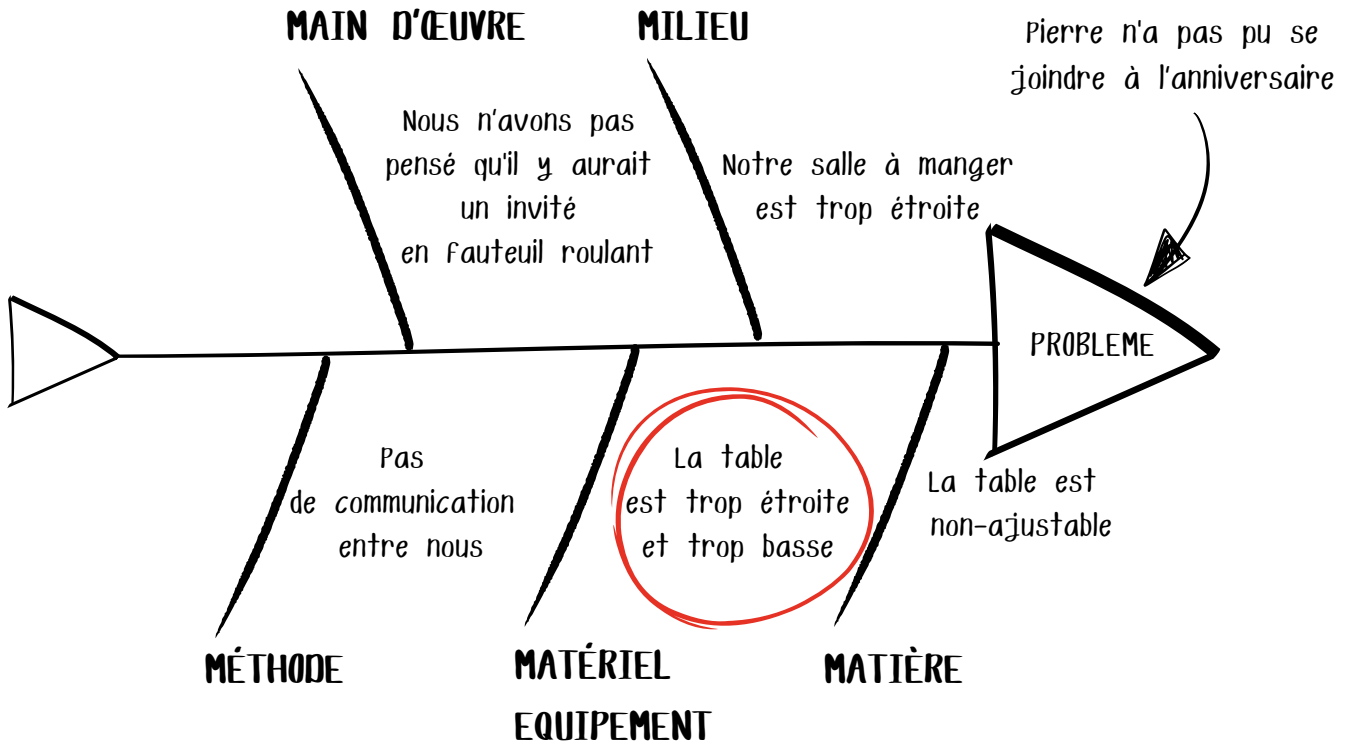 MAIN D'ŒUVRE
MILIEU
Pierre n'a pas pu se
joindre à l'anniversaire
Nous n'avons pas
pensé qu'il y aurait
un invité
en fauteuil roulant
Notre salle à manger
est trop étroite
PROBLEME
Pas
de communication
entre nous
La table
est trop étroite
et trop basse
La table est
non-ajustable
MÉTHODE
MATÉRIEL
EQUIPEMENT
MATIÈRE